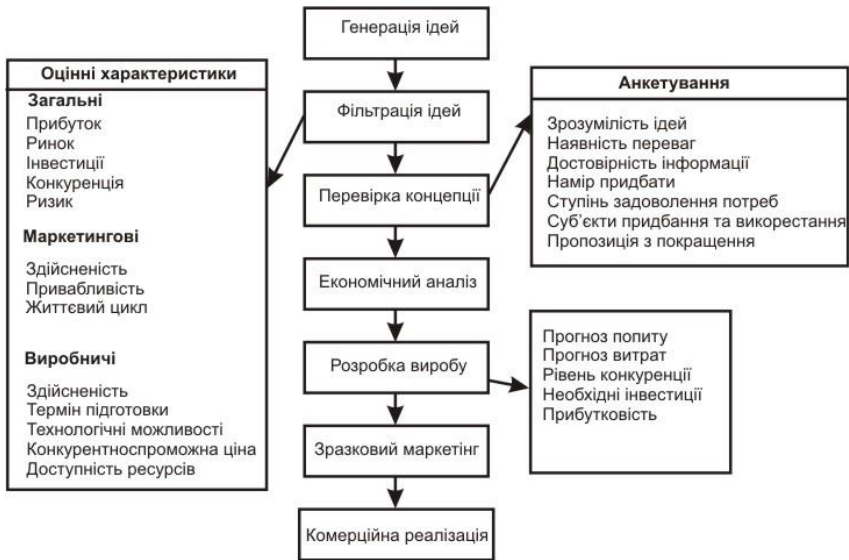 Генерація ідей
Фільтрація ідей
Перевірка концепції
Економічний аналіз
Розробка виробу
Зразковий маркетінг
Комерційна реалізація
Оцінні характеристики
Загальні
Прибуток
Ринок
Інвестиції
Конкуренція
Ризик
Маркетингові
Здійсненість
Привабливість
Життєвий цикл
Виробничі
Здійсненість
Термін підготовки
Технологічні можливості
Конкурентноспроможна ціна
Доступність ресурсів
Анкетування
Зрозумілість ідей
Наявність переваг
Достовірність інформації
Намір придбати
Ступінь задоволення потреб
Суб’єкти придбання та викорестання
Пропозиція з покращення
Прогноз попиту
Прогноз витрат
Рівень конкуренції
Необхідні інвестиції
Прибутковість